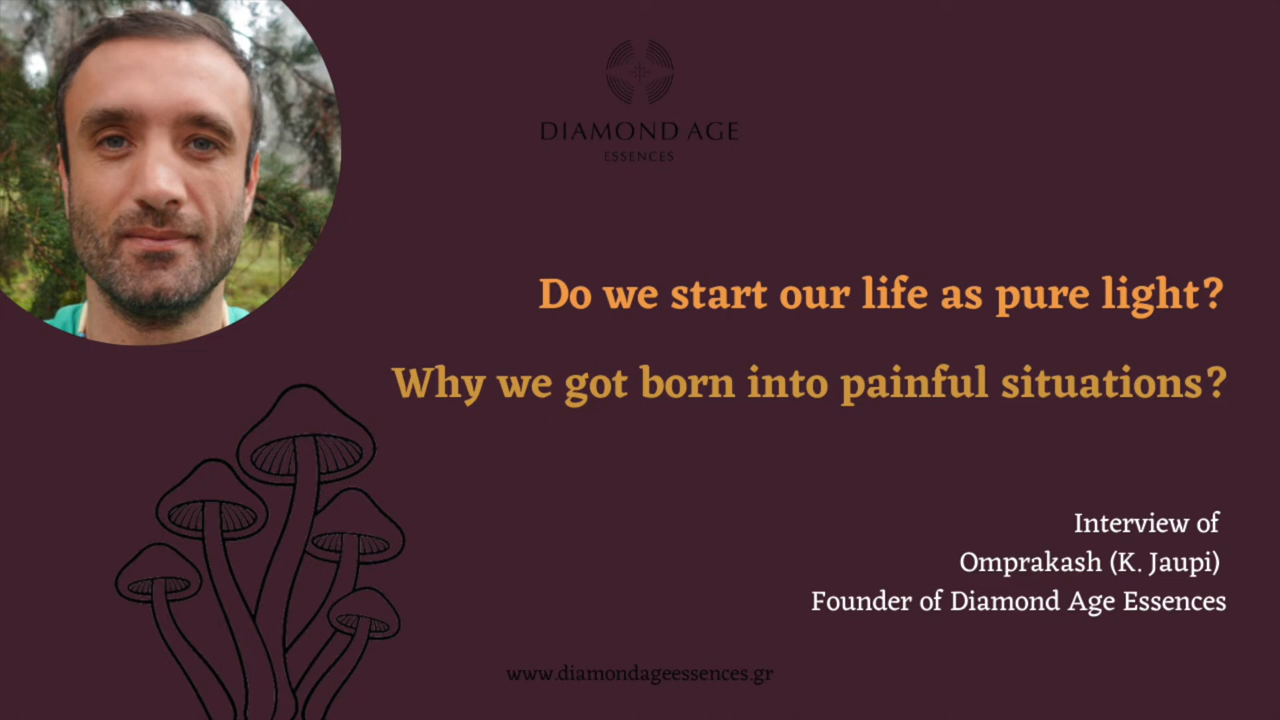 DIAMOND AGE
ESSENCES
Do we start our life as pure light?
Why we got born into painful situations?
Interview of
Omprakash (K. Jaupi)
Founder of Diamond Age Essences
www.diamondageessences.gr